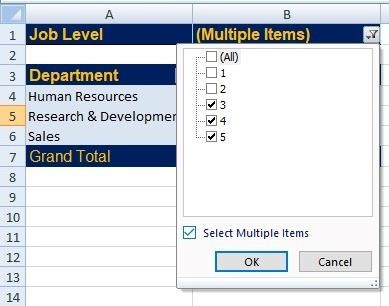 A B
1 Job Level (Multiple Items)
2
3 Department
4 Human Resources
5 Research & Developmen
6 Sales
7 Grand Total
8
9
10
11
12
13
14
(All)
1
2
3
4
5
Select Multiple Items
OK Cancel